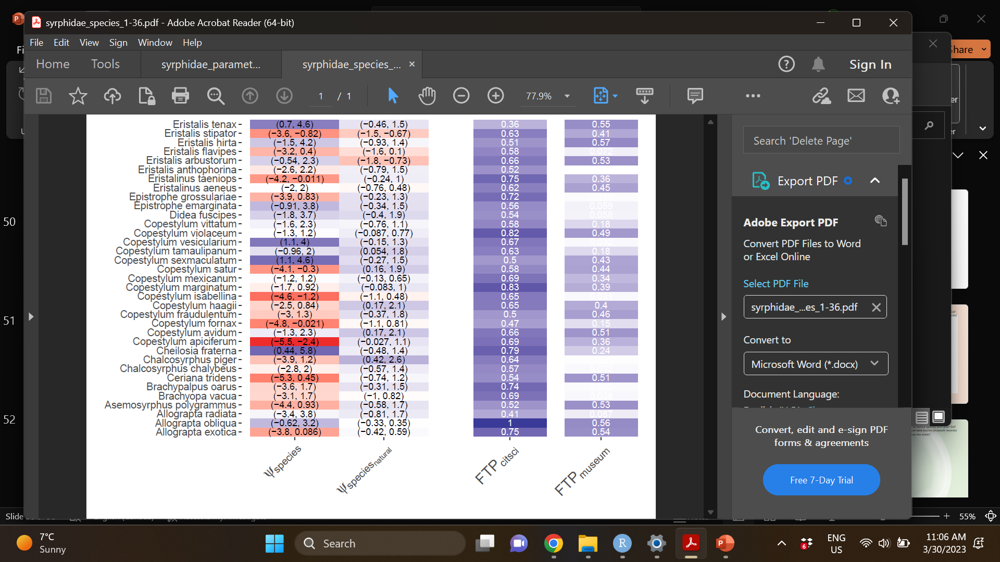 syrphidae_species_1-36.pdf - Adobe Acrobat Reader (64-bit)
File Edit View Sign Window Help
Home Tools syrphidae_paramet... syrphidae_species_... × Sign In
1 / 1 77.9%
Share
Eristalis tenax (0.7, 4.6) (−0.46, 1.5) 0.36 0.55
Eristalis stipator (−3.6, −0.82) (−1.5, −0.67) 0.63 0.41
Eristalis hirta (−1.5, 4.2) (−0.93, 1.4) 0.51 0.57
Eristalis flavipes (−3.2, 0.4) (−1.6, 0.1) 0.58 0.072
Eristalis arbustorum (−0.54, 2.3) (−1.8, −0.73) 0.66 0.53
Eristalis anthophorina (−2.6, 2.2) (−0.79, 1.5) 0.52
Eristalinus taeniops (−4.2, −0.011) (−0.24, 1) 0.75 0.36
Eristalinus aeneus (−2, 2) (−0.76, 0.48) 0.62 0.45
Epistrophe grossulariae (−3.9, 0.83) (−0.23, 1.3) 0.72
Epistrophe emarginata (−0.91, 3.8) (−0.34, 1.5) 0.56 0.059
Didea fuscipes (−1.8, 3.7) (−0.4, 1.9) 0.54 0.058
Copestylum vittatum (−1.6, 2.3) (−0.76, 1.1) 0.58 0.18
Copestylum violaceum (−1.3, 1.2) (−0.087, 0.77) 0.82 0.49
Copestylum vesicularium (1.1, 4) (−0.15, 1.3) 0.67
Copestylum tamaulipanum (−0.96, 2) (0.054, 1.8) 0.63 0.18
Copestylum sexmaculatum (1.1, 4.6) (−0.27, 1.5) 0.5 0.43
Copestylum satur (−4.1, −0.3) (0.16, 1.9) 0.58 0.44
Copestylum mexicanum (−1.2, 1.2) (−0.13, 0.65) 0.69 0.34
Copestylum marginatum (−1.7, 0.92) (−0.083, 1) 0.83 0.39
Copestylum isabellina (−4.6, −1.2) (−1.1, 0.48) 0.65
Copestylum haagii (−2.5, 0.84) (0.17, 2.1) 0.65 0.4
Copestylum fraudulentum (−3, 1.3) (−0.37, 1.8) 0.5 0.46
Copestylum fornax (−4.8, −0.021) (−1.1, 0.81) 0.47 0.15
Copestylum avidum (−1.3, 2.3) (0.17, 2.1) 0.66 0.51
Copestylum apiciferum (−5.5, −2.4) (−0.027, 1.1) 0.69 0.36
Cheilosia fraterna (0.44, 5.8) (−0.48, 1.4) 0.79 0.24
Chalcosyrphus piger (−3.9, 1.2) (0.42, 2.6) 0.64
Chalcosyrphus chalybeus (−2.8, 2) (−0.57, 1.4) 0.57
Ceriana tridens (−5.3, 0.45) (−0.74, 1.2) 0.54 0.51
Brachypalpus oarus (−3.6, 1.7) (−0.31, 1.5) 0.74
Brachyopa vacua (−3.1, 1.7) (−1, 0.82) 0.69
Asemosyrphus polygrammus (−4.4, 0.93) (−0.58, 1.7) 0.52 0.53
Allograpta radiata (−3.4, 3.8) (−0.81, 1.7) 0.41 0.087
Allograpta obliqua (−0.62, 3.2) (−0.33, 0.35) 1 0.56
Allograpta exotica (−3.8, 0.086) (−0.42, 0.59) 0.75 0.54
ψspecies ψspeciesnatural FTP citsci FTP museum
50
51
52
Search 'Delete Page'
Export PDF
Adobe Export PDF
Convert PDF Files to Word
or Excel Online
Select PDF File
syrphidae_...es_1-36.pdf
Convert to
Microsoft Word (*.docx)
Document Language:
Convert, edit and e-sign PDF
forms & agreements
Free 7-Day Trial
Slide
55%
7°C
Sunny
Search
6
ENG
US
11:06 AM
3/30/2023